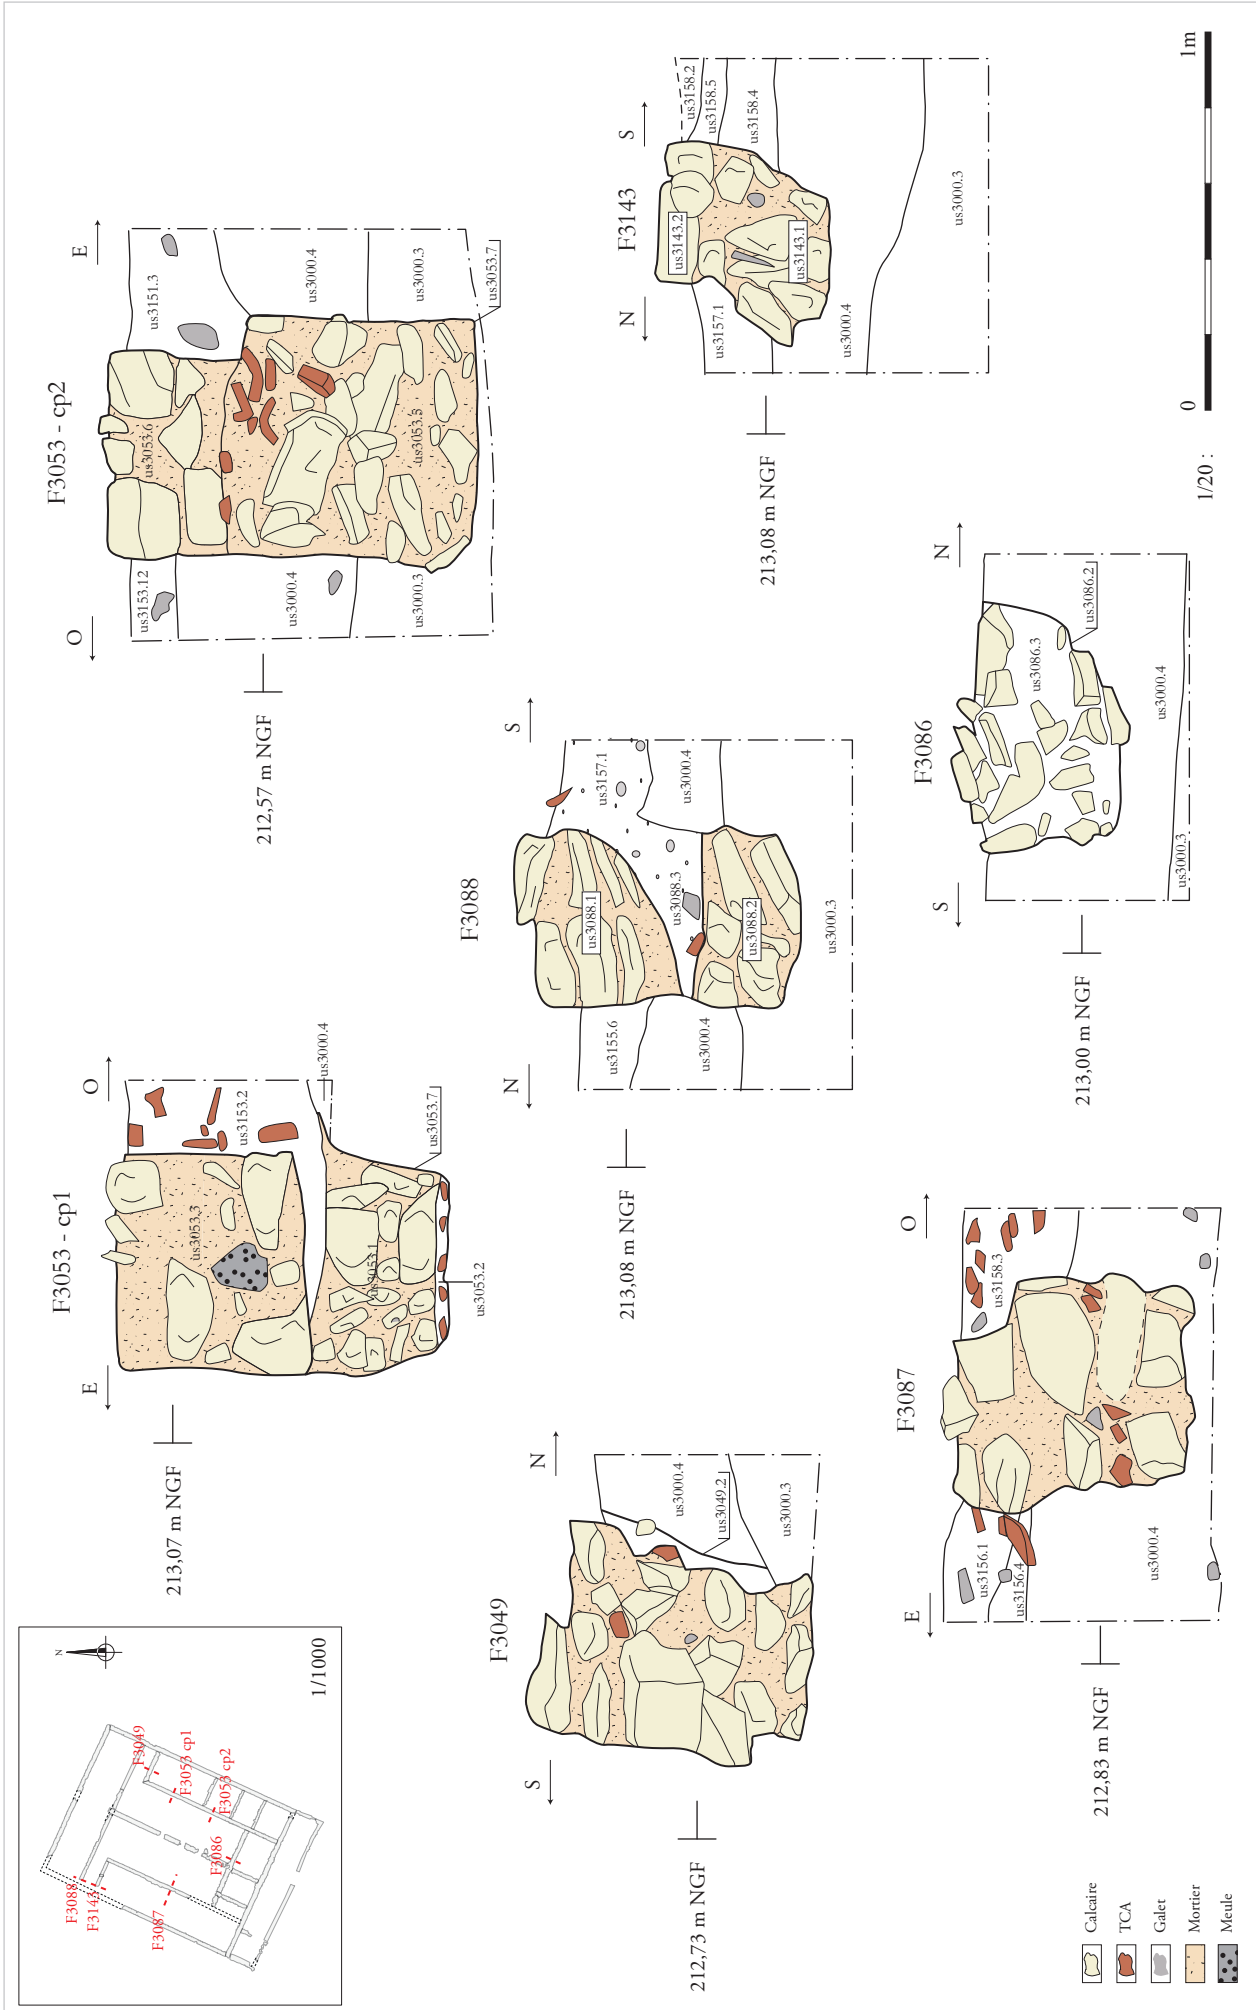 N
1/1000
F3049
F3053 cp1
F3053 cp2
F3086
F3088
F3143
F3087
F3053 - cp1
E
O
us3053.3
us3153.2
us3000.4
us3053.1
us3053.7
us3053.2
213,07 m NGF
F3053 - cp2
O
E
us3153.12
us3053.6
us3151.3
us3000.4
us3000.4
us3053.5
us3000.3
us3000.3
us3053.7
212,57 m NGF
F3049
S
N
us3000.4
us3049.2
us3000.3
212,73 m NGF
F3088
N
S
us3155.6
us3088.1
us3157.1
us3088.3
us3000.4
us3000.4
us3088.2
us3000.3
213,08 m NGF
F3143
N
S
us3143.2
us3158.2
us3158.5
us3158.4
us3157.1
us3143.1
us3000.4
us3000.3
213,08 m NGF
F3087
E
O
us3158.3
us3156.1
us3156.4
us3000.4
212,83 m NGF
F3086
S
N
us3086.3
us3086.2
us3000.4
us3000.3
213,00 m NGF
Calcaire
TCA
Galet
Mortier
Meule
1/20 :
0
1m